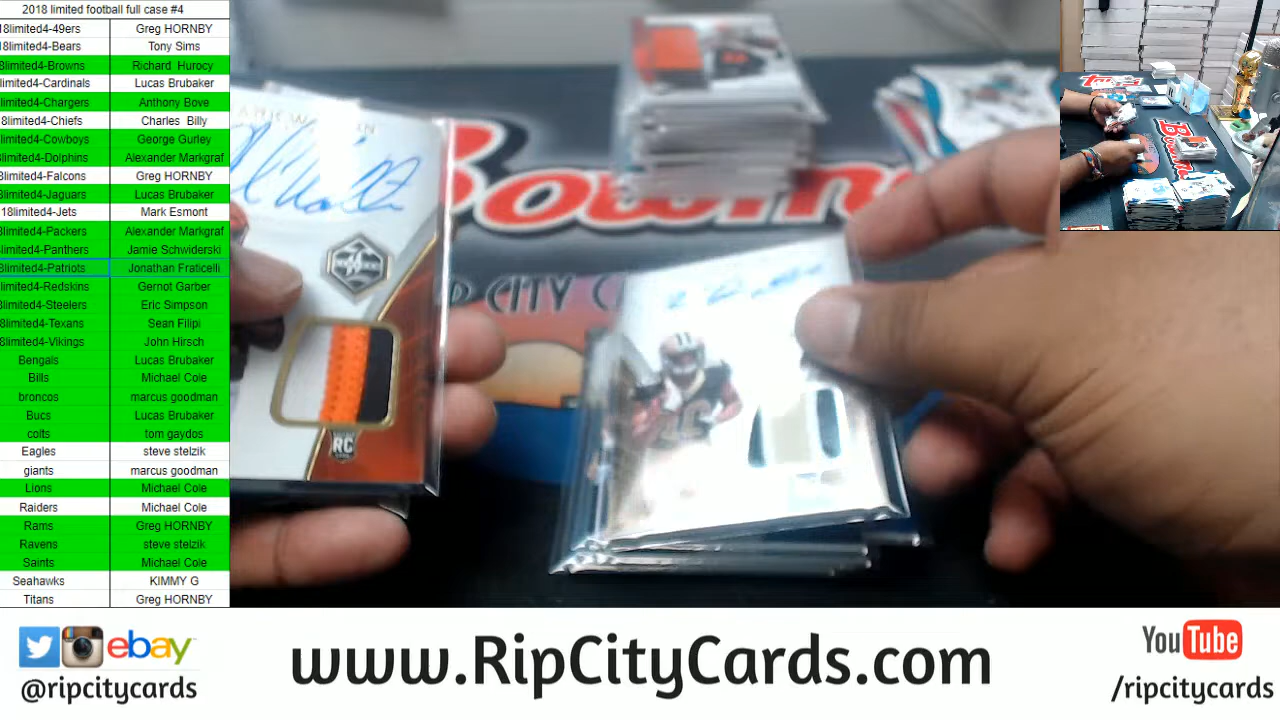 2018 limited football full case #4
18limited4-49ers Greg HORNBY
18limited4-Bears Tony Sims
8limited4-Browns Richard Hurocy
limited4-Cardinals Lucas Brubaker
limited4-Chargers Anthony Bove
8limited4-Chiefs Charles Billy
limited4-Cowboys George Gurley
limited4-Dolphins Alexander Markgraf
8limited4-Falcons Greg HORNBY
limited4-Jaguars Lucas Brubaker
18limited4-Jets Mark Esmont
limited4-Packers Alexander Markgraf
limited4-Panthers Jamie Schwiderski
8limited4-Patriots Jonathan Fraticelli
limited4-Redskins Gernot Garber
limited4-Steelers Eric Simpson
8limited4-Texans Sean Filipi
8limited4-Vikings John Hirsch
Bengals Lucas Brubaker
Bills Michael Cole
broncos marcus goodman
Bucs Lucas Brubaker
colts tom gaydos
Eagles steve stelzik
giants marcus goodman
Lions Michael Cole
Raiders Michael Cole
Rams Greg HORNBY
Ravens steve stelzik
Saints Michael Cole
Seahawks KIMMY G
Titans Greg HORNBY
Bowm
P CITY C
RC
ebay
@ripcitycards
www.RipCityCards.com
YouTube
/ripcitycards